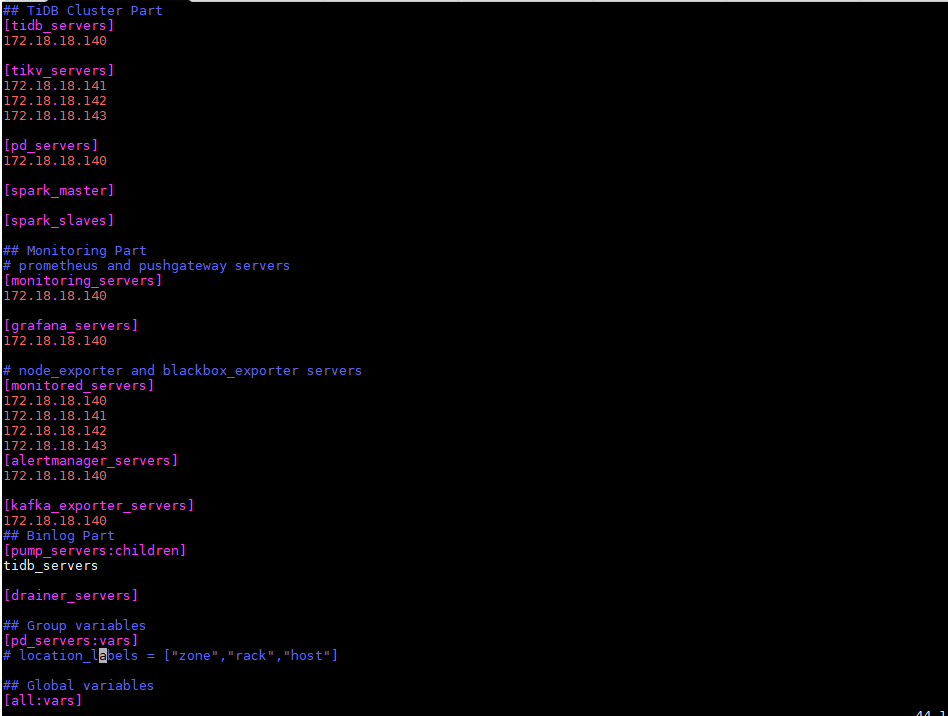 ## TiDB Cluster Part
[tidb_servers]
172.18.18.140
[tikv_servers]
172.18.18.141
172.18.18.142
172.18.18.143
[pd_servers]
172.18.18.140
[spark_master]
[spark_slaves]
## Monitoring Part
# prometheus and pushgateway servers
[monitoring_servers]
172.18.18.140
[grafana_servers]
172.18.18.140
# node_exporter and blackbox_exporter servers
[monitored_servers]
172.18.18.140
172.18.18.141
172.18.18.142
172.18.18.143
[alertmanager_servers]
172.18.18.140
[kafka_exporter_servers]
172.18.18.140
## Binlog Part
[pump_servers:children]
tidb_servers
[drainer_servers]
## Group variables
[pd_servers:vars]
# location_labels = ["zone","rack","host"]
## Global variables
[all:vars]